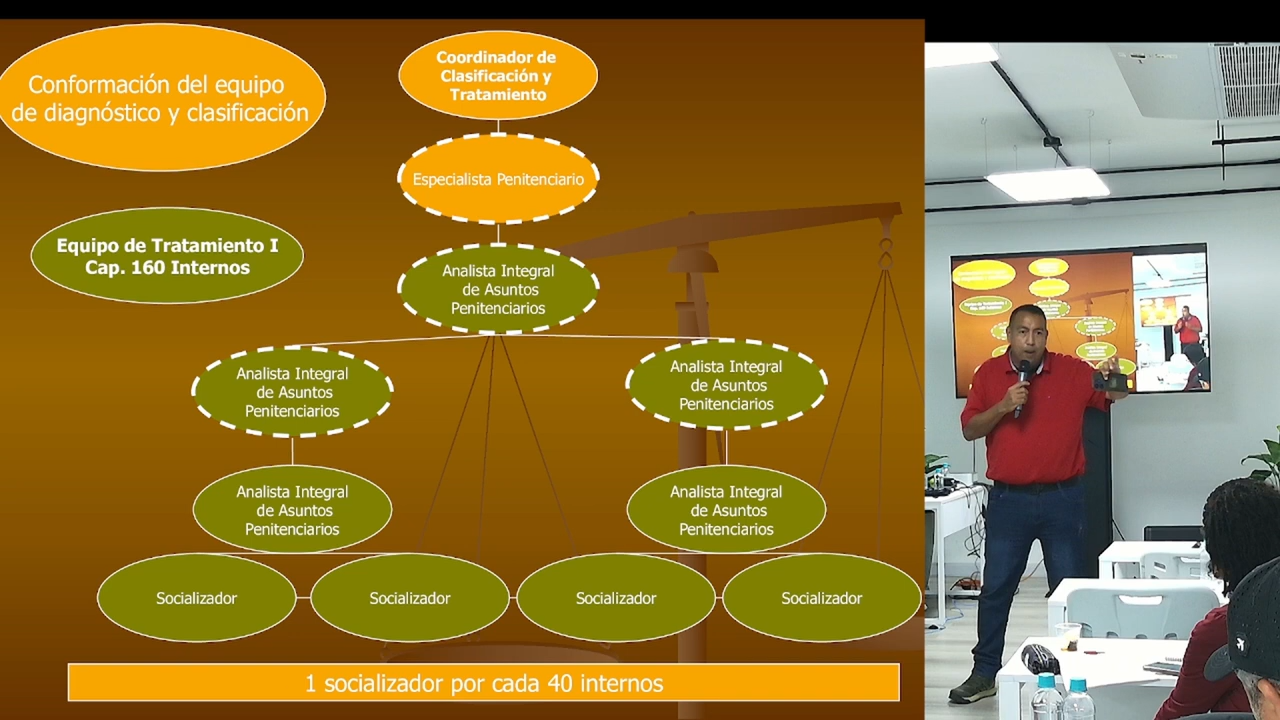 Conformación del equipo
de diagnóstico y clasificación
Coordinador de
Clasificación y
Tratamiento
Especialista Penitenciario
Equipo de Tratamiento I
Cap. 160 Internos
Analista Integral
de Asuntos
Penitenciarios
Analista Integral
de Asuntos
Penitenciarios
Analista Integral
de Asuntos
Penitenciarios
Analista Integral
de Asuntos
Penitenciarios
Analista Integral
de Asuntos
Penitenciarios
Socializador
Socializador
Socializador
Socializador
1 socializador por cada 40 internos